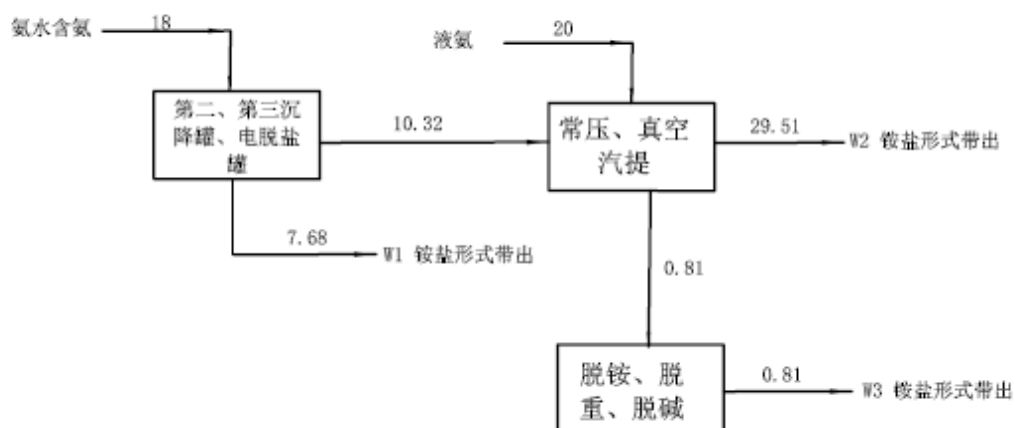 氨水含氨
18
液氨
20
第二、第三沉
降罐、电脱盐
罐
10.32
常压、真空
汽提
29.51
W2 铵盐形式带出
7.68
W1 铵盐形式带出
0.81
脱铵、脱
重、脱碱
0.81
W3 铵盐形式带出